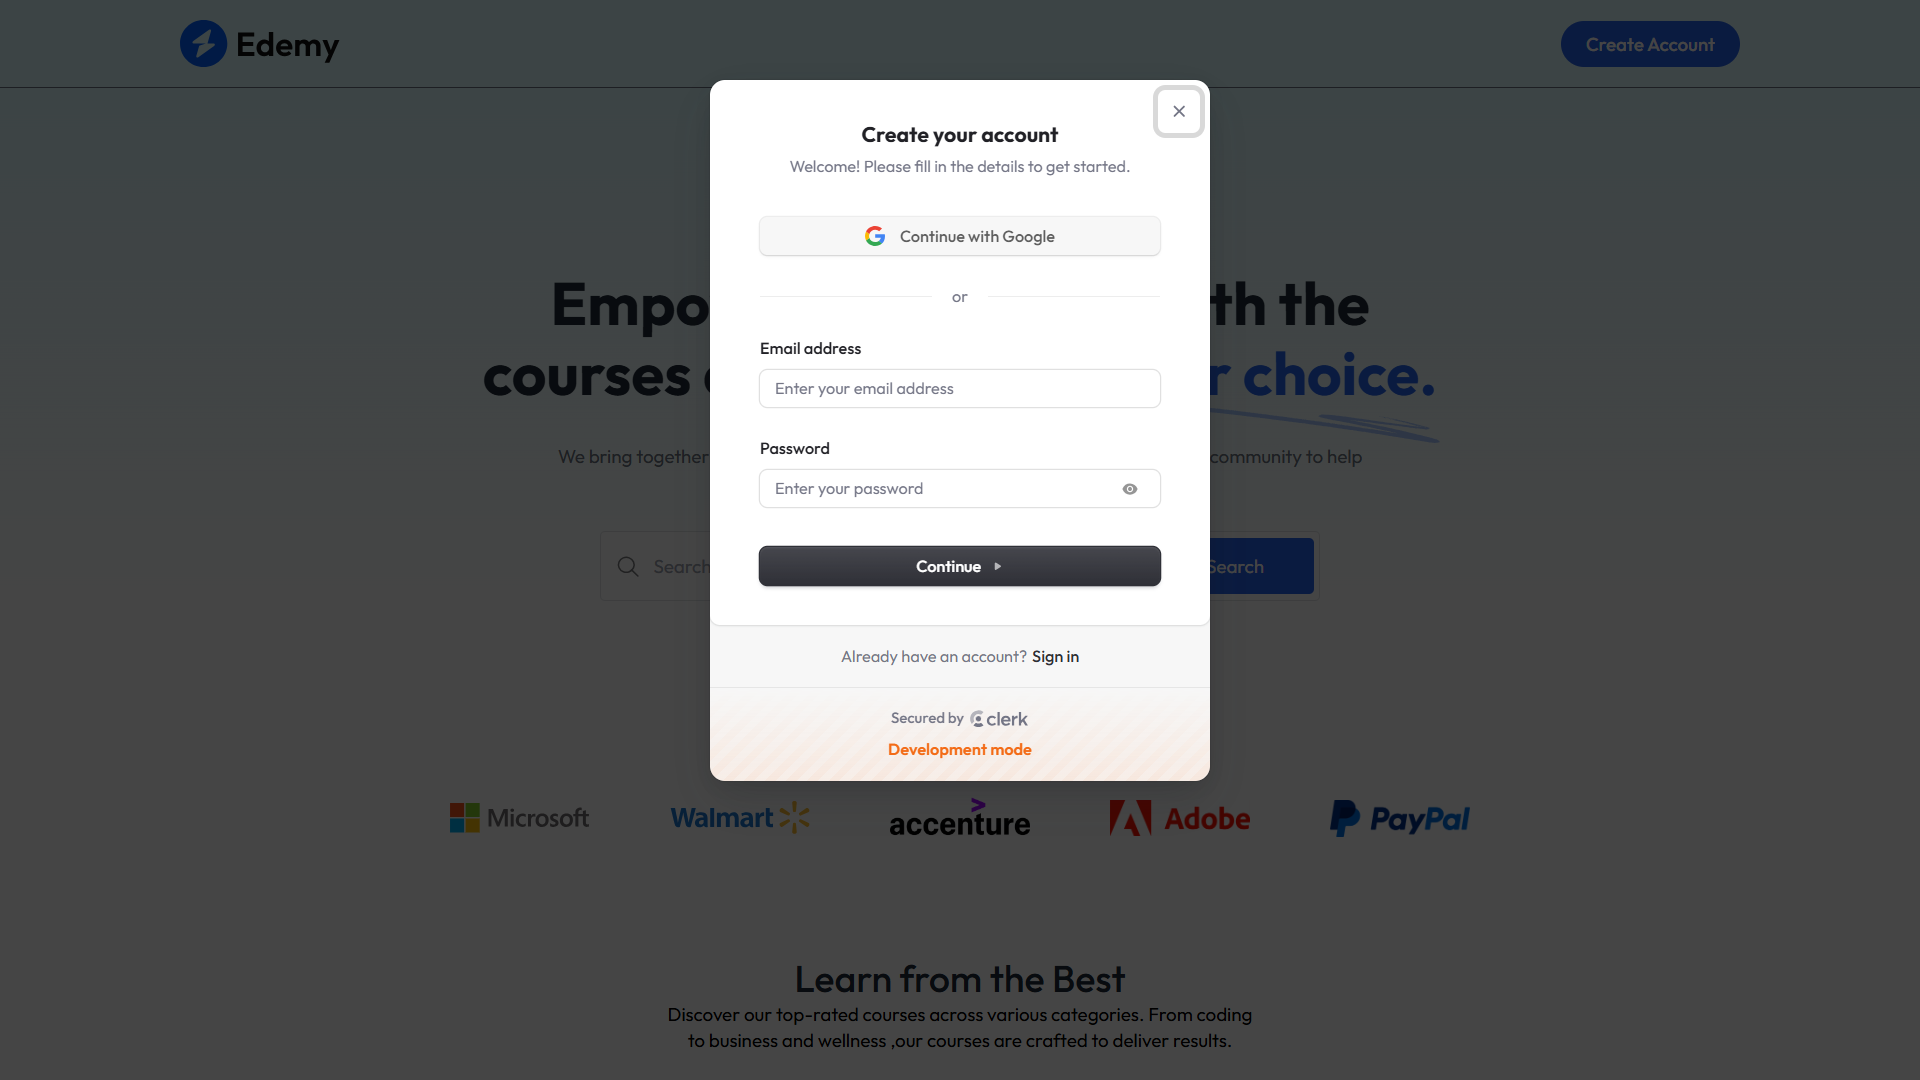 Edemy
Create Account
Create your account
Welcome! Please fill in the details to get started.
Continue with Google
or
Empo th the
courses r choice.
Email address
Enter your email address
We bring together community to help
Password
Enter your password
Search Search
Continue
Already have an account? Sign in
Secured by clerk
Development mode
Microsoft Walmart accenture Adobe PayPal
Learn from the Best
Discover our top-rated courses across various categories. From coding
to business and wellness ,our courses are crafted to deliver results.